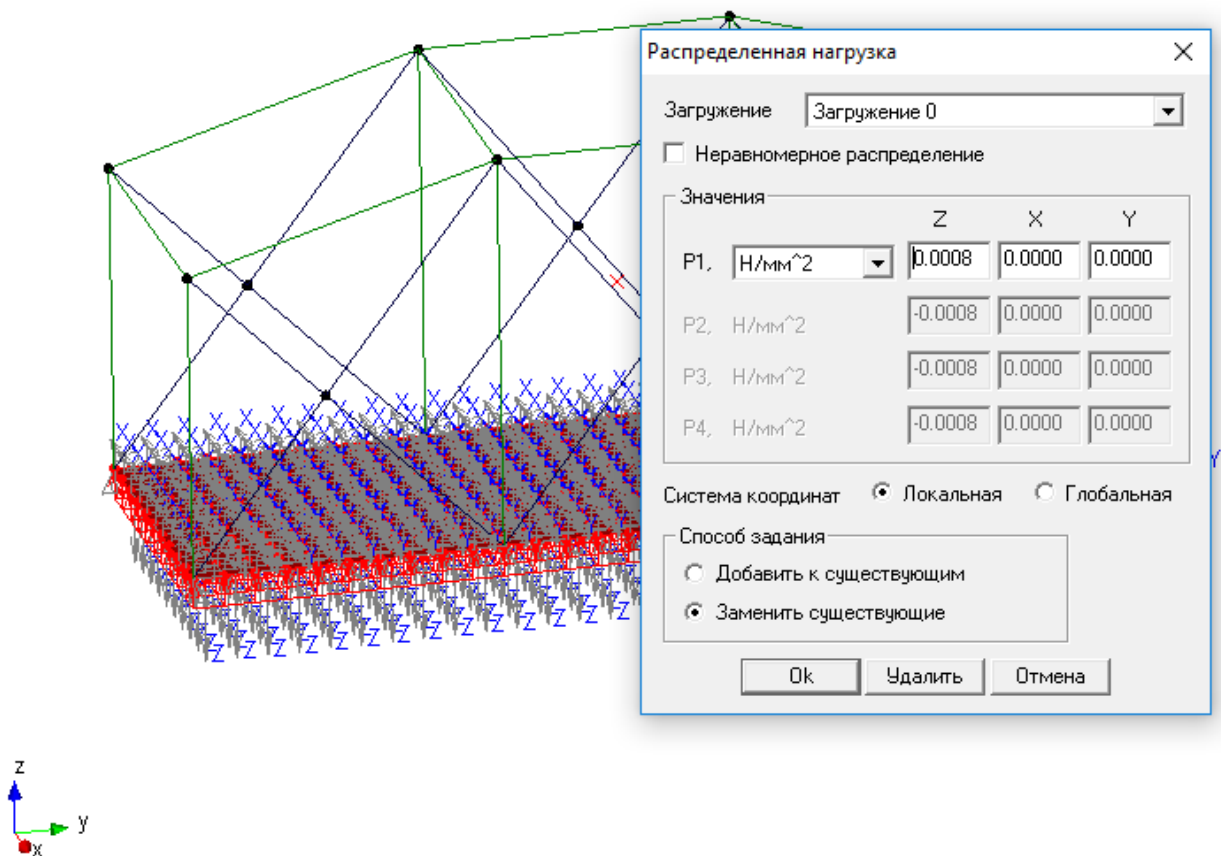 Распределенная нагрузка
Загружение Загружение 0
Неравномерное распределение
Значения
Z X Y
P1, Н/мм^2 0.0008 0.0000 0.0000
P2, Н/мм^2 -0.0008 0.0000 0.0000
P3, Н/мм^2 -0.0008 0.0000 0.0000
P4, Н/мм^2 -0.0008 0.0000 0.0000
Система координат Локальная Глобальная
Способ задания
Добавить к существующим
Заменить существующие
Ok Удалить Отмена
X X X X X X X X X X X X X X X
Y
Z Z Z Z Z Z Z Z Z Z Z Z Z Z Z
z
y
x